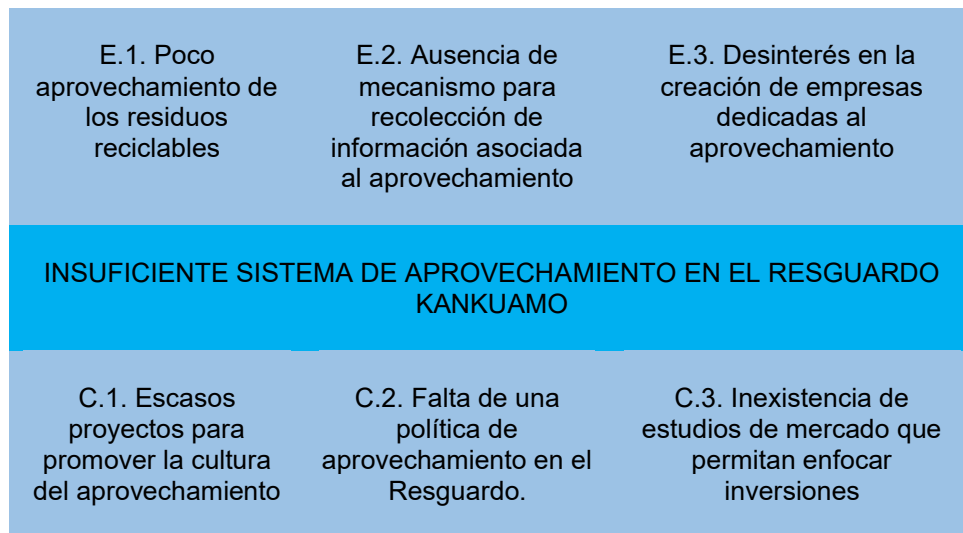 E.1. Poco
aprovechamiento de
los residuos
reciclables
E.2. Ausencia de
mecanismo para
recolección de
información asociada
al aprovechamiento
E.3. Desinterés en la
creación de empresas
dedicadas al
aprovechamiento
INSUFICIENTE SISTEMA DE APROVECHAMIENTO EN EL RESGUARDO
KANKUAMO
C.1. Escasos
proyectos para
promover la cultura
del aprovechamiento
C.2. Falta de una
política de
aprovechamiento en el
Resguardo.
C.3. Inexistencia de
estudios de mercado que
permitan enfocar
inversiones